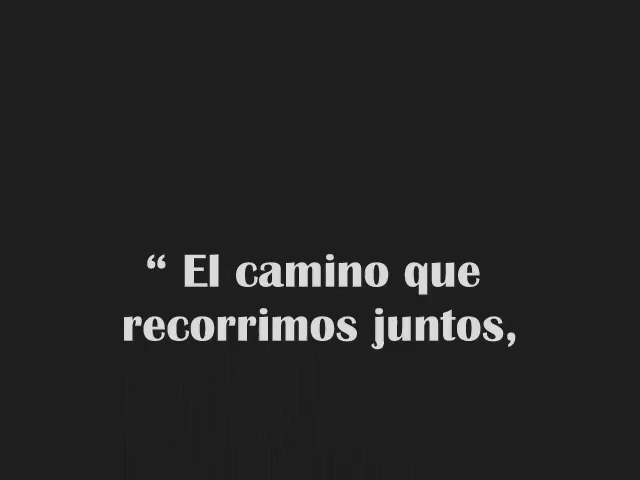 “ El camino que
recorrimos juntos,